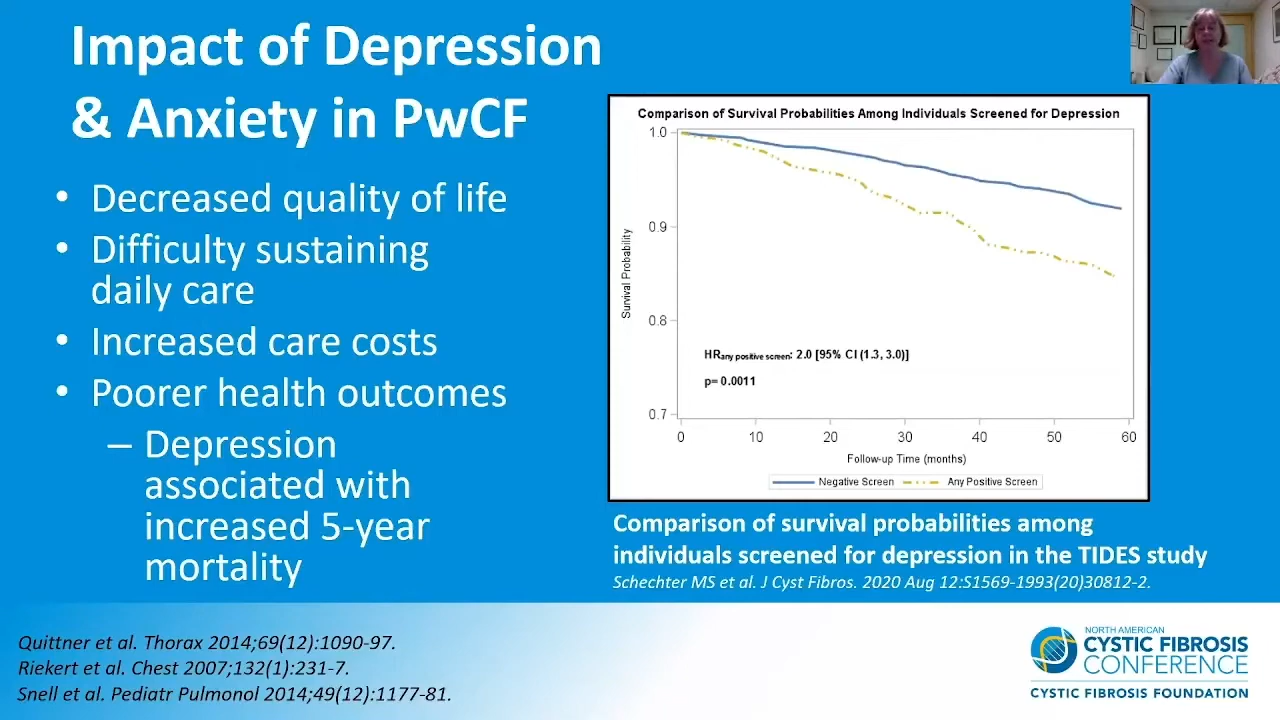 Impact of Depression
& Anxiety in PwCF
• Decreased quality of life
• Difficulty sustaining
daily care
• Increased care costs
• Poorer health outcomes
– Depression
associated with
increased 5-year
mortality
Comparison of Survival Probabilities Among Individuals Screened for Depression
Survival Probability
1.0
0.9
0.8
0.7
HRany positive screen: 2.0 [95% CI (1.3, 3.0)]
p= 0.0011
0 10 20 30 40 50 60
Follow-up Time (months)
Negative Screen Any Positive Screen
Comparison of survival probabilities among
individuals screened for depression in the TIDES study
Schechter MS et al. J Cyst Fibros. 2020 Aug 12:S1569-1993(20)30812-2.
Quittner et al. Thorax 2014;69(12):1090-97.
Riekert et al. Chest 2007;132(1):231-7.
Snell et al. Pediatr Pulmonol 2014;49(12):1177-81.
NORTH AMERICAN
CYSTIC FIBROSIS
CONFERENCE
CYSTIC FIBROSIS FOUNDATION